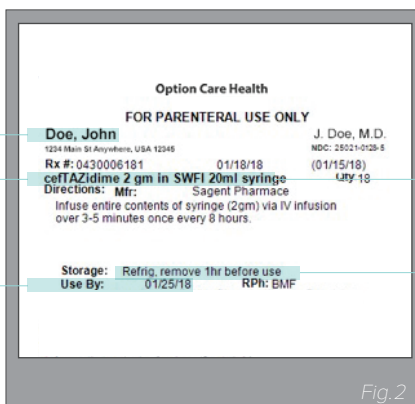 Option Care Health
FOR PARENTERAL USE ONLY
Doe, John J. Doe, M.D.
1234 Main St Anywhere, USA 12345 NDC: 25021-0128-5
Rx #: 0430006181 01/18/18 (01/15/18)
cefTAZidime 2 gm in SWFI 20ml syringe Qty 18
Directions: Mfr: Sagent Pharmace
Infuse entire contents of syringe (2gm) via IV infusion
over 3-5 minutes once every 8 hours.
Storage: Refrig, remove 1hr before use
Use By: 01/25/18 RPh: BMF
Fig.2